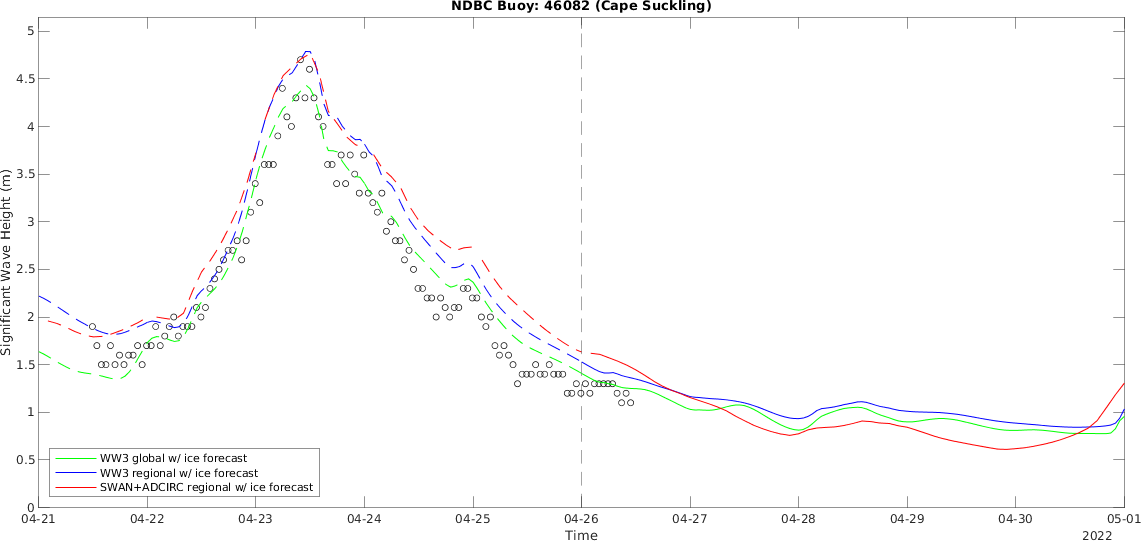 NDBC Buoy: 46082 (Cape Suckling)
5
4.5
4
3.5
3
2.5
2
1.5
1
0.5
0
Significant Wave Height (m)
WW3 global w/ ice forecast
WW3 regional w/ ice forecast
SWAN+ADCIRC regional w/ ice forecast
04-21 04-22 04-23 04-24 04-25 04-26 04-27 04-28 04-29 04-30 05-01
Time
2022